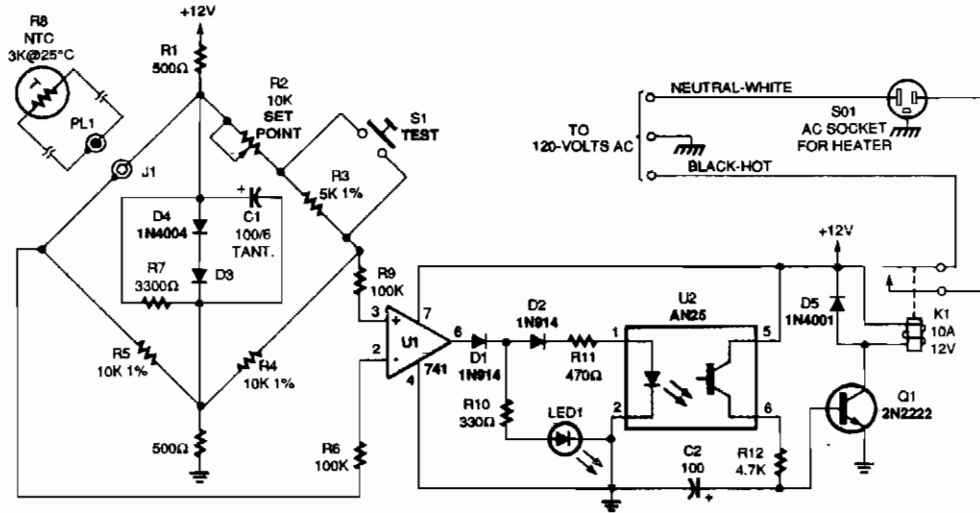 +12V
R8
NTC
3K@25°C
T
PL1
J1
R1
500Ω
R2
10K
SET
POINT
S1
TEST
R3
5K 1%
D4
1N4004
+
C1
100/6
TANT.
R7
3300Ω
D3
R5
10K 1%
R4
10K 1%
500Ω
R9
100K
R6
100K
3
+
2
-
7
U1
741
4
6
D1
1N914
D2
1N914
R10
330Ω
LED1
R11
470Ω
U2
AN25
1
2
5
6
C2
100
+
R12
4.7K
TO
120-VOLTS AC
NEUTRAL-WHITE
BLACK-HOT
S01
AC SOCKET
FOR HEATER
+12V
D5
1N4001
K1
10A
12V
Q1
2N2222